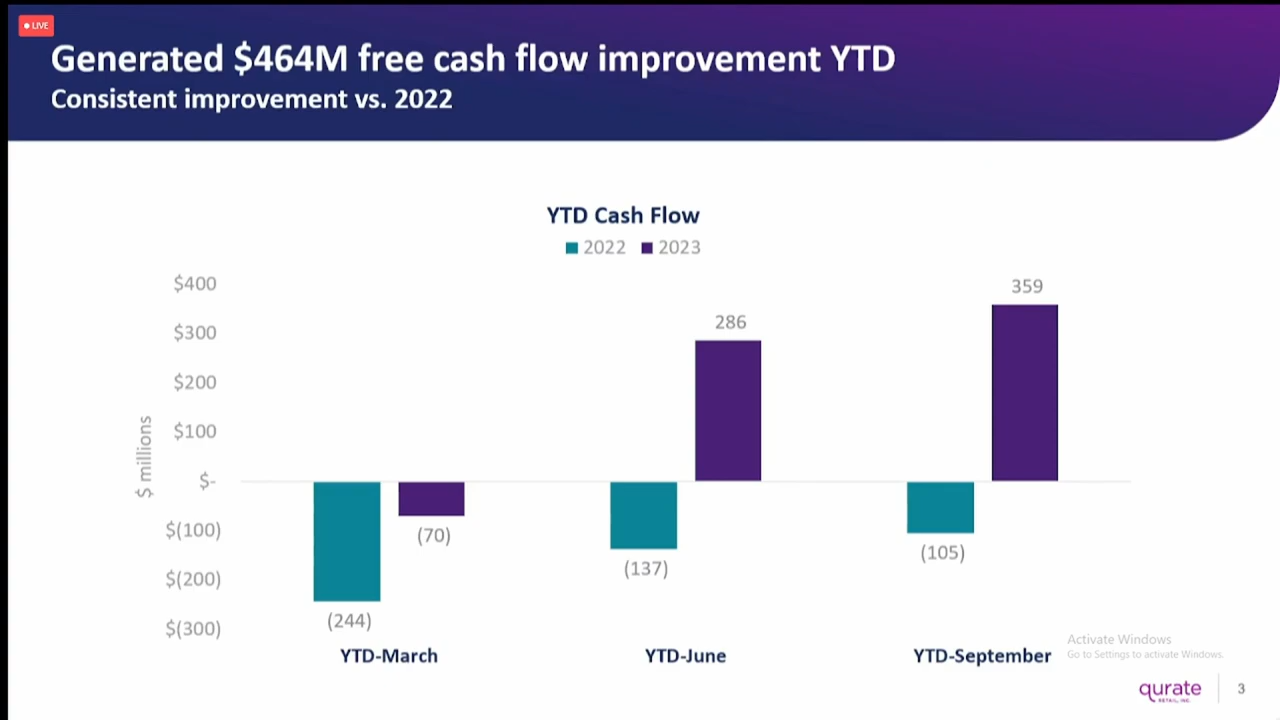 LIVE
Generated $464M free cash flow improvement YTD
Consistent improvement vs. 2022
YTD Cash Flow
2022 2023
$ millions
$400
$300
$200
$100
$-
$(100)
$(200)
$(300)
(244)
(70)
(137)
286
(105)
359
YTD-March YTD-June YTD-September
Activate Windows
Go to Settings to activate Windows.
qurate
RETAIL, INC.
3